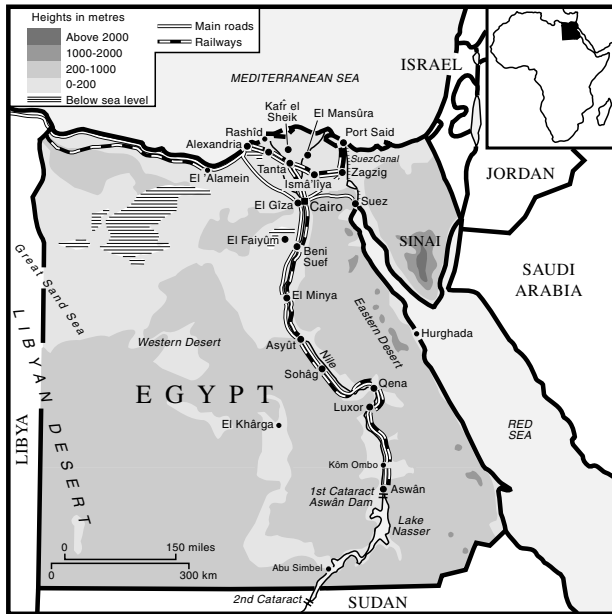 Heights in metres
Above 2000
1000-2000
200-1000
0-200
Below sea level
Main roads
Railways
MEDITERRANEAN SEA
ISRAEL
Kafr el
Sheik
El Mansûra
Rashîd
Port Said
Alexandria
Suez Canal
Tanta
Zagzig
Ismâ'îlîya
El 'Alamein
JORDAN
El Gîza
Cairo
Suez
El Faiyûm
SINAI
Beni
Suef
SAUDI
ARABIA
Great Sand Sea
El Minya
Eastern Desert
Hurghada
LIBYAN DESERT
Western Desert
Asyût
Nile
Sohâg
Qena
EGYPT
Luxor
El Khârga
RED
SEA
LIBYA
Kôm Ombo
1st Cataract
Aswân
Aswân Dam
Lake
Nasser
0 150 miles
0 300 km
Abu Simbel
2nd Cataract
SUDAN